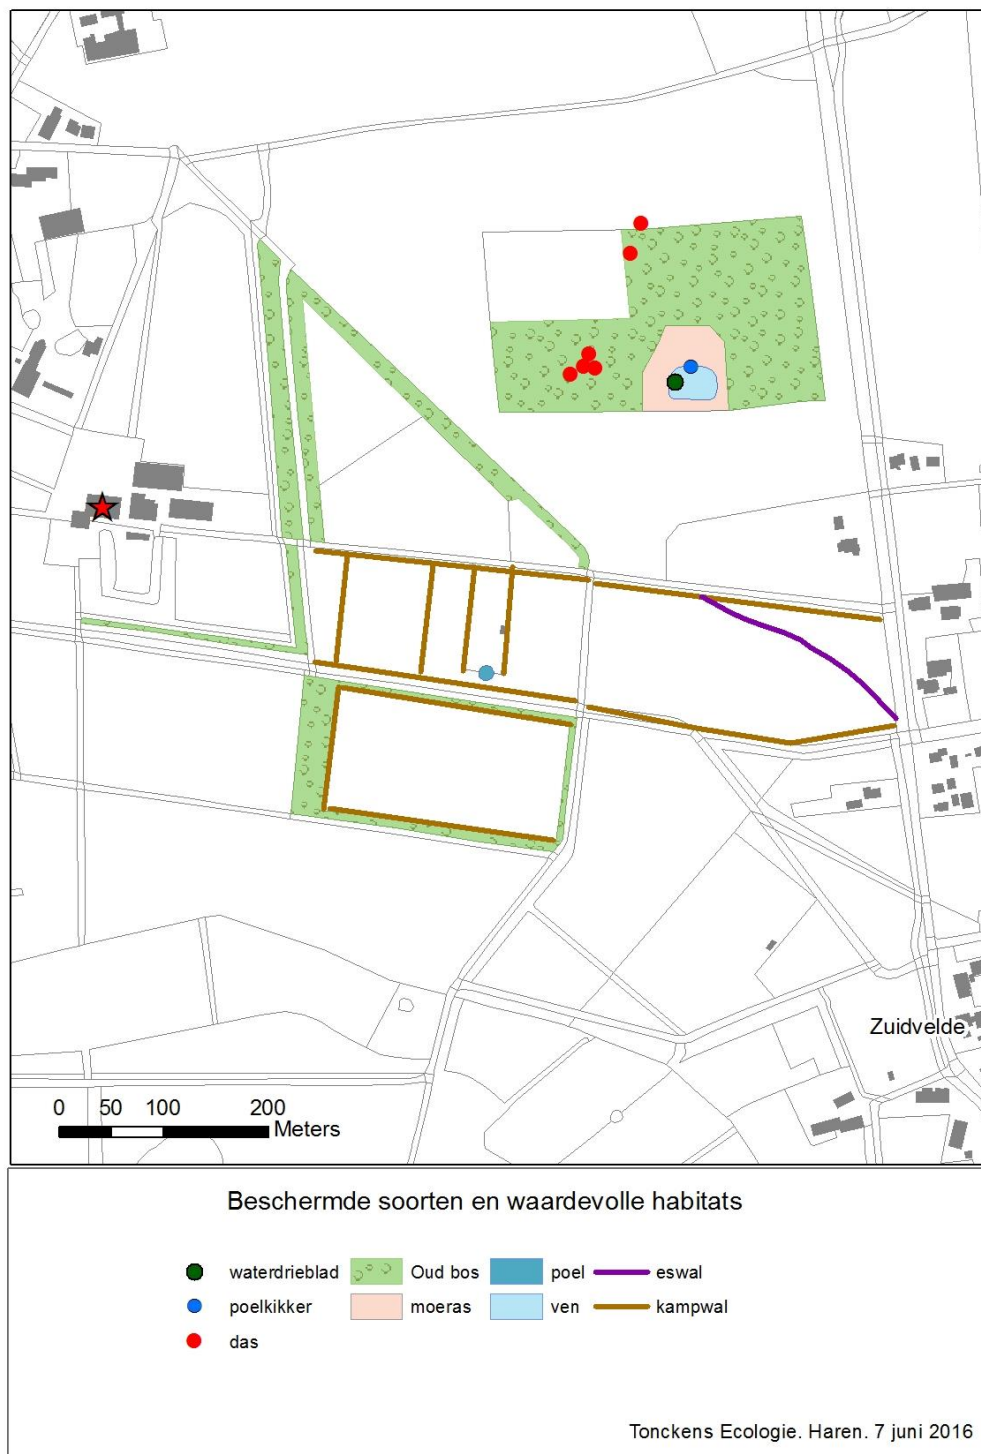 Zuidvelde
0 50 100 200
Meters
Beschermde soorten en waardevolle habitats
waterdrieblad Oud bos poel eswal
poelkikker moeras ven kampwal
das
Tonckens Ecologie. Haren. 7 juni 2016